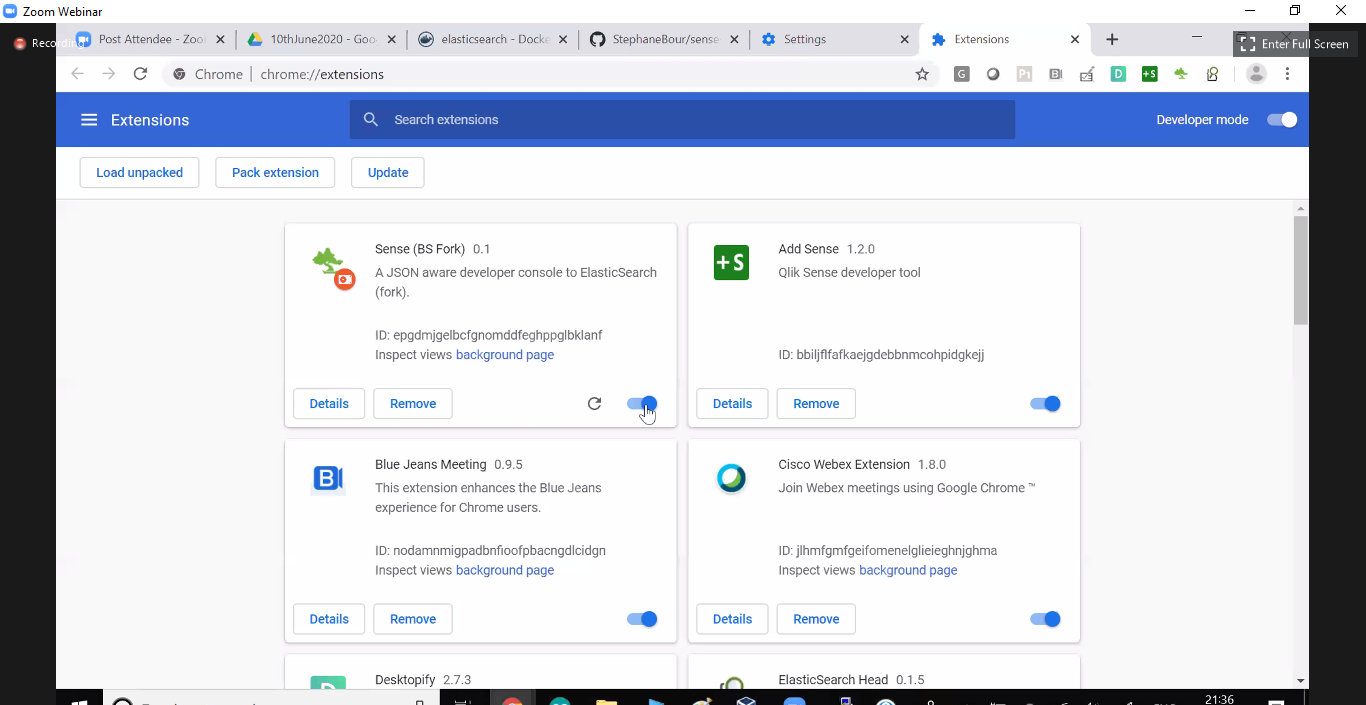 Zoom Webinar
Recording
Post Attendee - Zoo
10thJune2020 - Goo
elasticsearch - Docke
StephaneBour/sense
Settings
Extensions
Enter Full Screen
Chrome
chrome://extensions
G
P1
B
D
+S
Extensions
Search extensions
Developer mode
Load unpacked
Pack extension
Update
Sense (BS Fork) 0.1
A JSON aware developer console to ElasticSearch
(fork).
ID: epgdmjgelbcfgnomddfeghppglbklanf
Inspect views background page
Details
Remove
+S
Add Sense 1.2.0
Qlik Sense developer tool
ID: bbiljflfafkaejgdebbnmcohpidgkejj
Details
Remove
B
Blue Jeans Meeting 0.9.5
This extension enhances the Blue Jeans
experience for Chrome users.
ID: nodamnmigpadbnfioofpbacngdlcidgn
Inspect views background page
Details
Remove
Cisco Webex Extension 1.8.0
Join Webex meetings using Google Chrome ™
ID: jlhmfgmfgeifomenelglieieghnjghma
Inspect views background page
Details
Remove
Desktopify 2.7.3
ElasticSearch Head 0.1.5
21:36